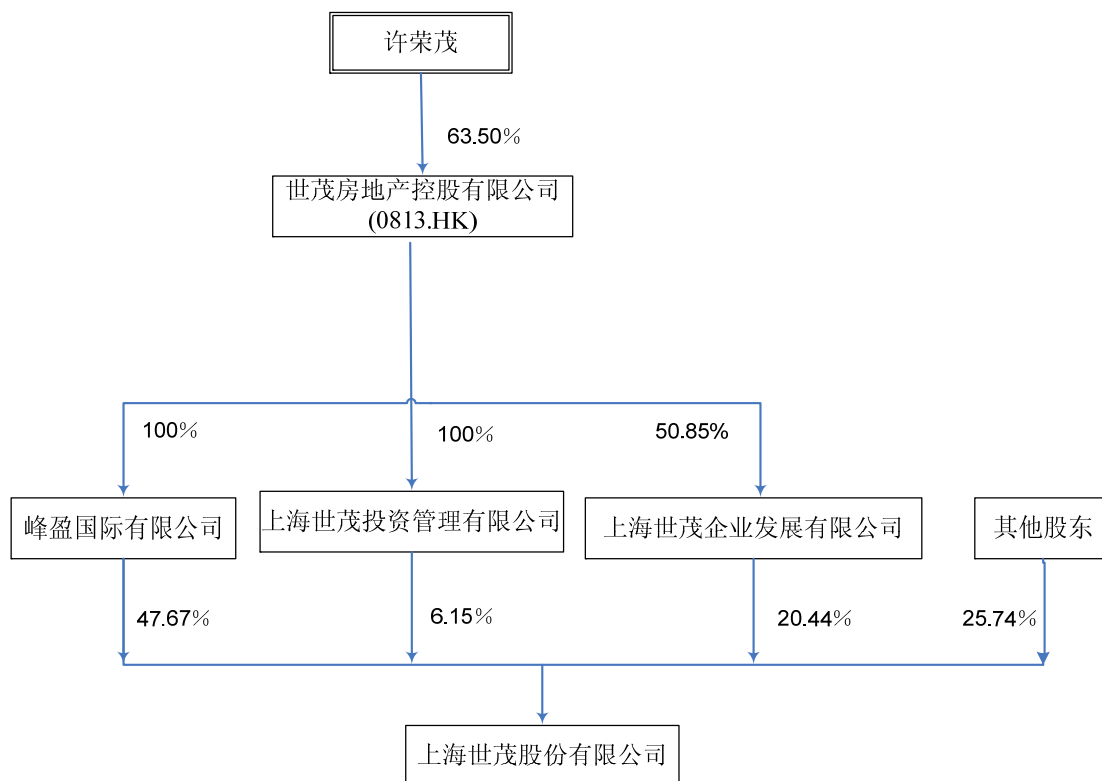 许荣茂
63.50%
世茂房地产控股有限公司
(0813.HK)
100%
100%
50.85%
峰盈国际有限公司
上海世茂投资管理有限公司
上海世茂企业发展有限公司
其他股东
47.67%
6.15%
20.44%
25.74%
上海世茂股份有限公司